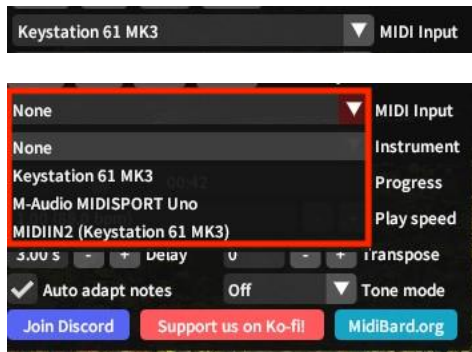 Keystation 61 MK3 MIDI Input
None MIDI Input
None Instrument
Keystation 61 MK3 Progress
M-Audio MIDISPORT Uno Play speed
MIDIIN2 (Keystation 61 MK3)
3.00 s - + Delay 0 - + Transpose
Auto adapt notes Off Tone mode
Join Discord Support us on Ko-fi! MidiBard.org